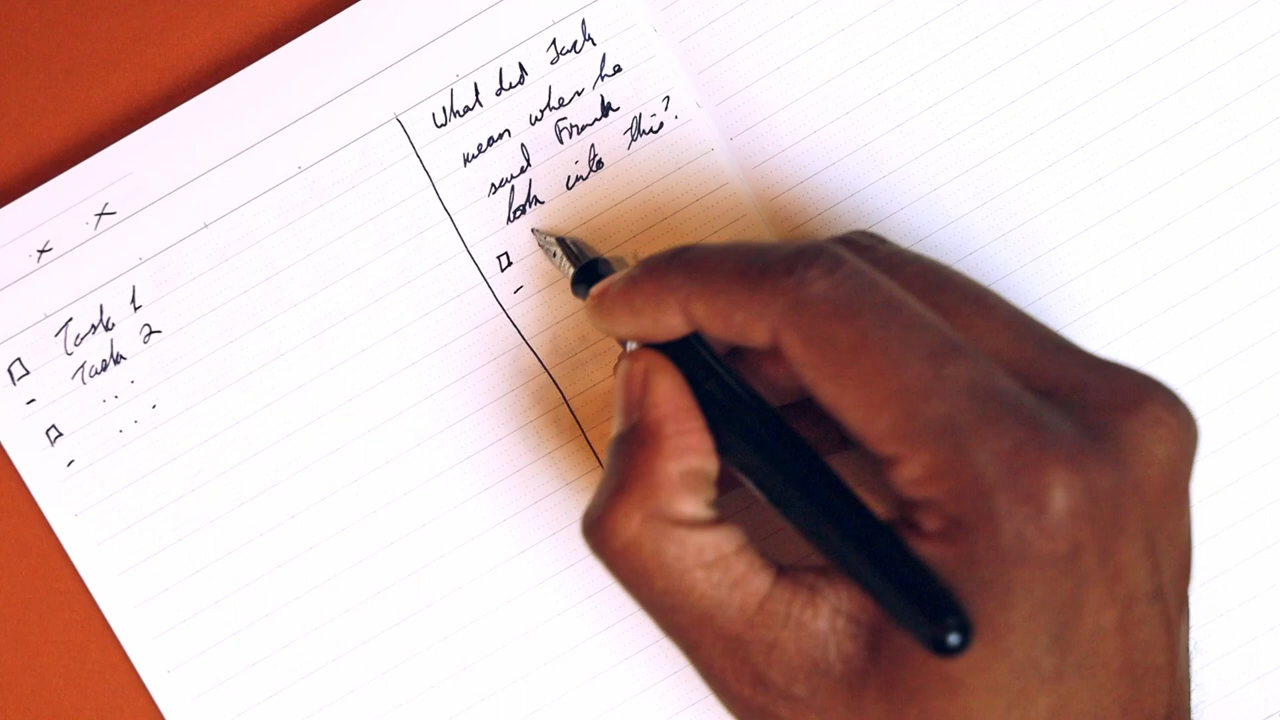 x x
Task 1
Task 2
..
...
What did Jack
mean when he
said Frank
look into this?